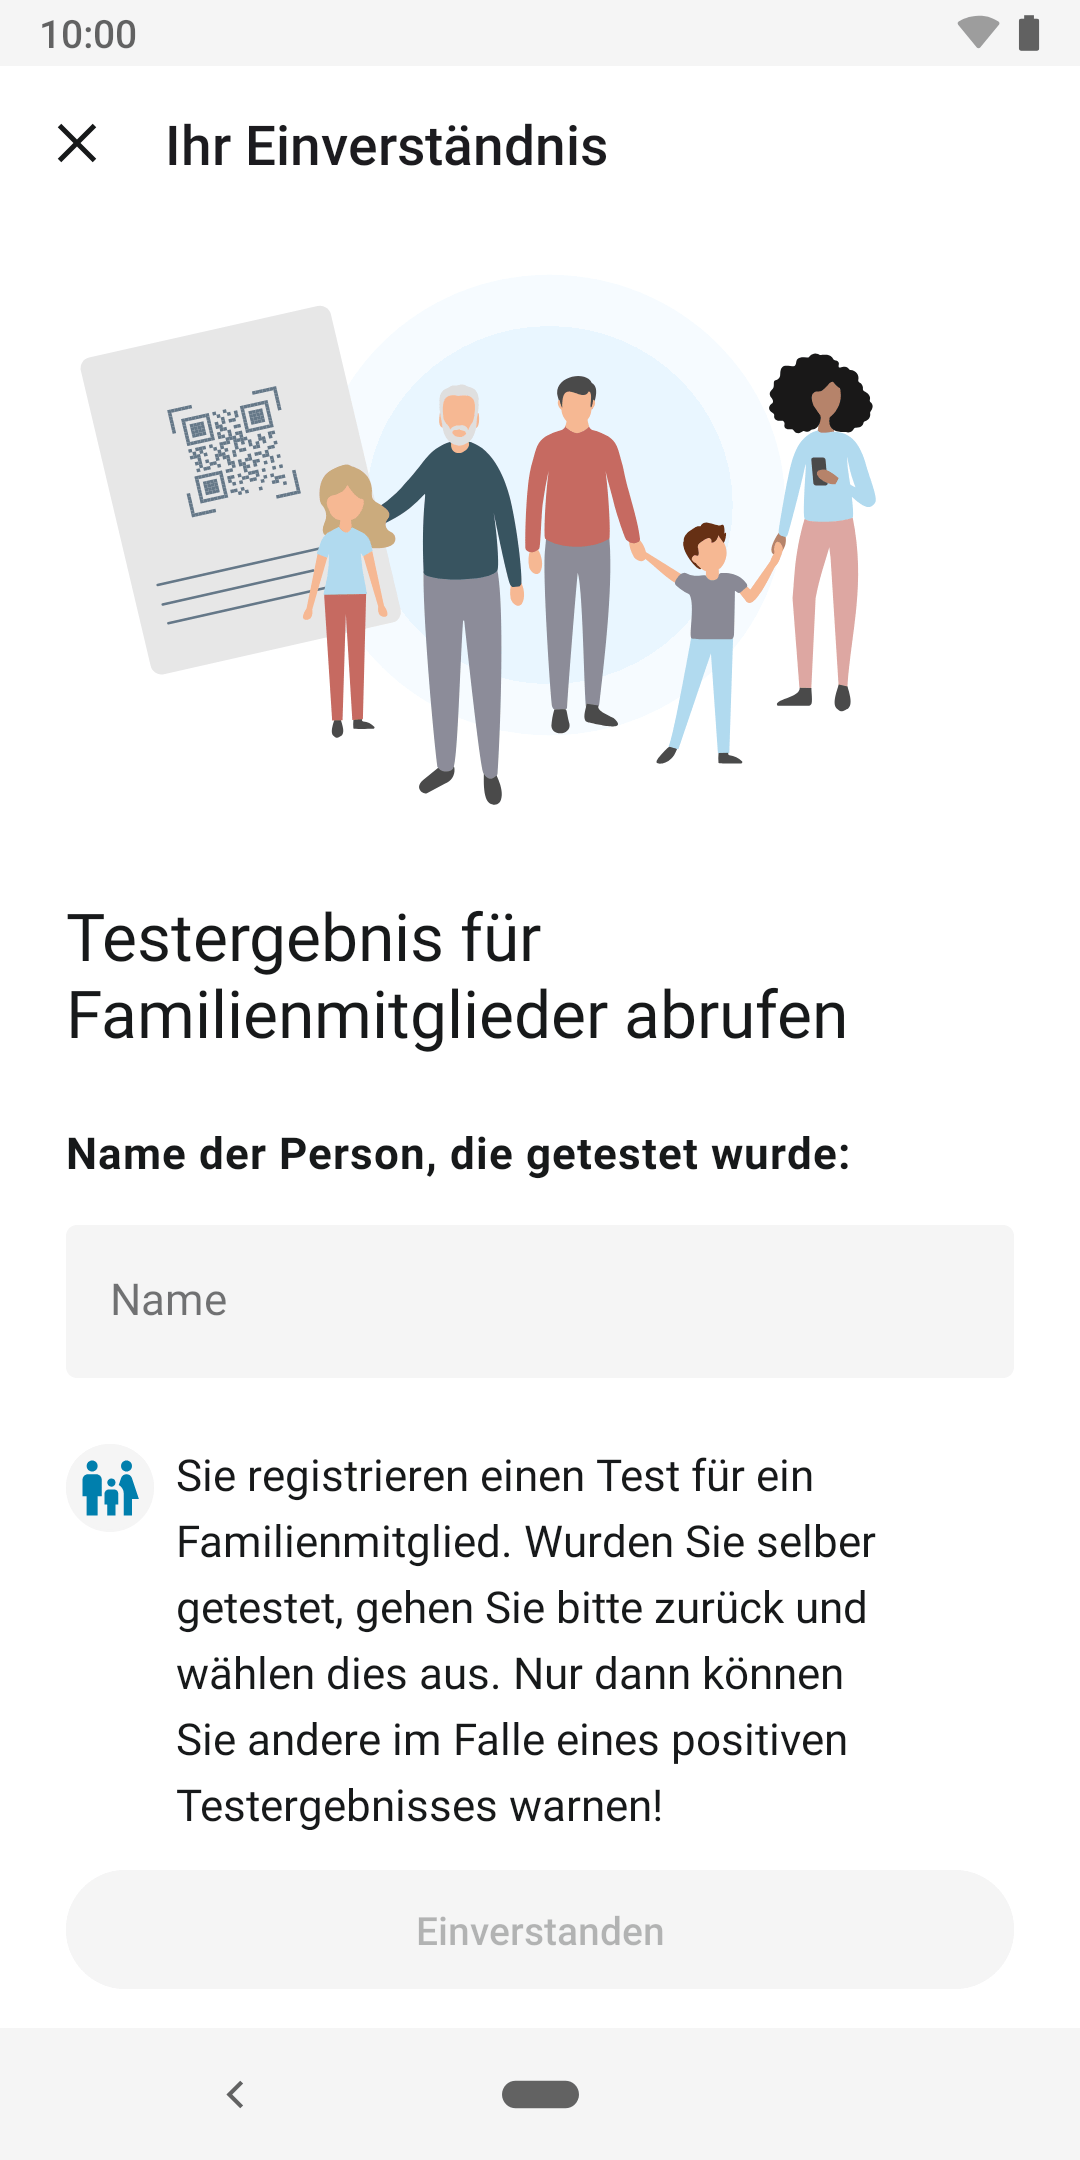 10:00
Ihr Einverständnis
Testergebnis für
Familienmitglieder abrufen
Name der Person, die getestet wurde:
Name
Sie registrieren einen Test für ein
Familienmitglied. Wurden Sie selber
getestet, gehen Sie bitte zurück und
wählen dies aus. Nur dann können
Sie andere im Falle eines positiven
Testergebnisses warnen!
Einverstanden